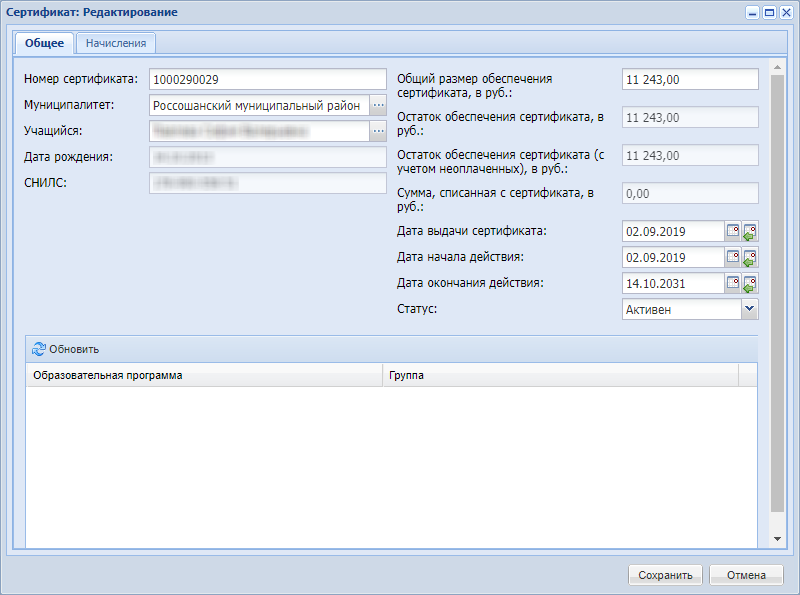 Сертификат: Редактирование
Общее
Начисления
Номер сертификата:
1000290029
Муниципалитет:
Россошанский муниципальный район
Учащийся:
Дата рождения:
СНИЛС:
Общий размер обеспечения
сертификата, в руб.:
11 243,00
Остаток обеспечения сертификата, в
руб.:
11 243,00
Остаток обеспечения сертификата (с
учетом неоплаченных), в руб.:
11 243,00
Сумма, списанная с сертификата, в
руб.:
0,00
Дата выдачи сертификата:
02.09.2019
Дата начала действия:
02.09.2019
Дата окончания действия:
14.10.2031
Статус:
Активен
Обновить
Образовательная программа
Группа
Сохранить
Отмена